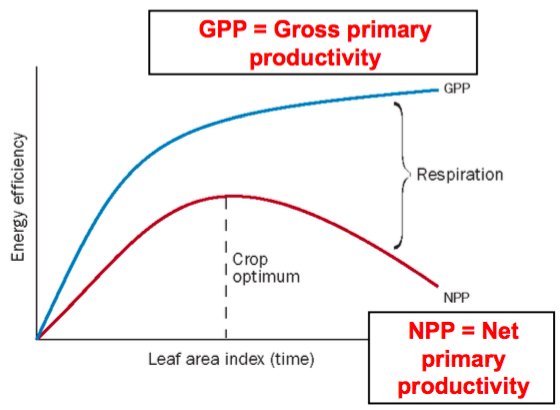 GPP = Gross primary
productivity
GPP
Respiration
Energy efficiency
Crop
optimum
NPP
Leaf area index (time)
NPP = Net
primary
productivity